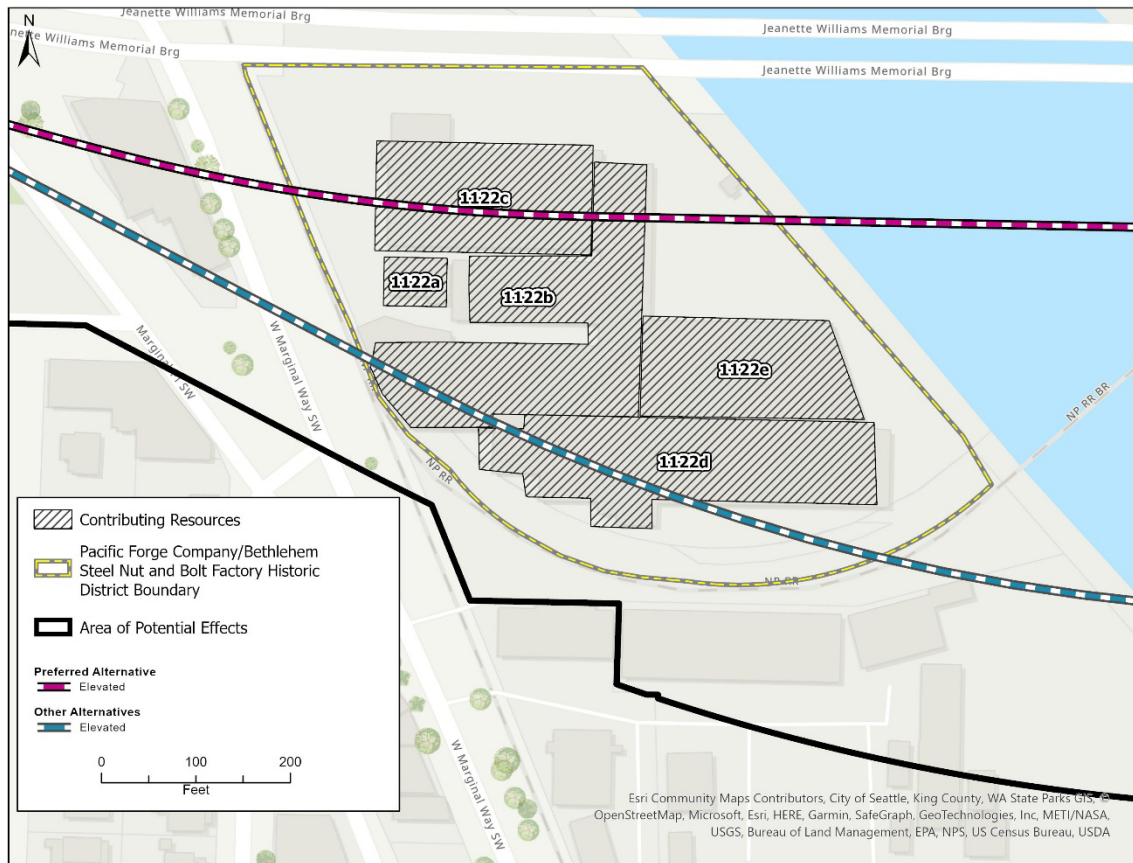 Jeanette Williams Memorial Brg
nette Williams Memorial Brg
Jeanette Williams Memorial Brg
Jeanette Williams Memorial Brg
N
1122c
1122a
1122b
1122e
1122d
Marginal Pl SW
W Marginal Way SW
NP RR
NP RR
NP RR BR
W Marginal Way SW
Contributing Resources
Pacific Forge Company/Bethlehem
Steel Nut and Bolt Factory Historic
District Boundary
Area of Potential Effects
Preferred Alternative
Elevated
Other Alternatives
Elevated
0 100 200
Feet
Esri Community Maps Contributors, City of Seattle, King County, WA State Parks GIS, ©
OpenStreetMap, Microsoft, Esri, HERE, Garmin, SafeGraph, GeoTechnologies, Inc, METI/NASA,
USGS, Bureau of Land Management, EPA, NPS, US Census Bureau, USDA